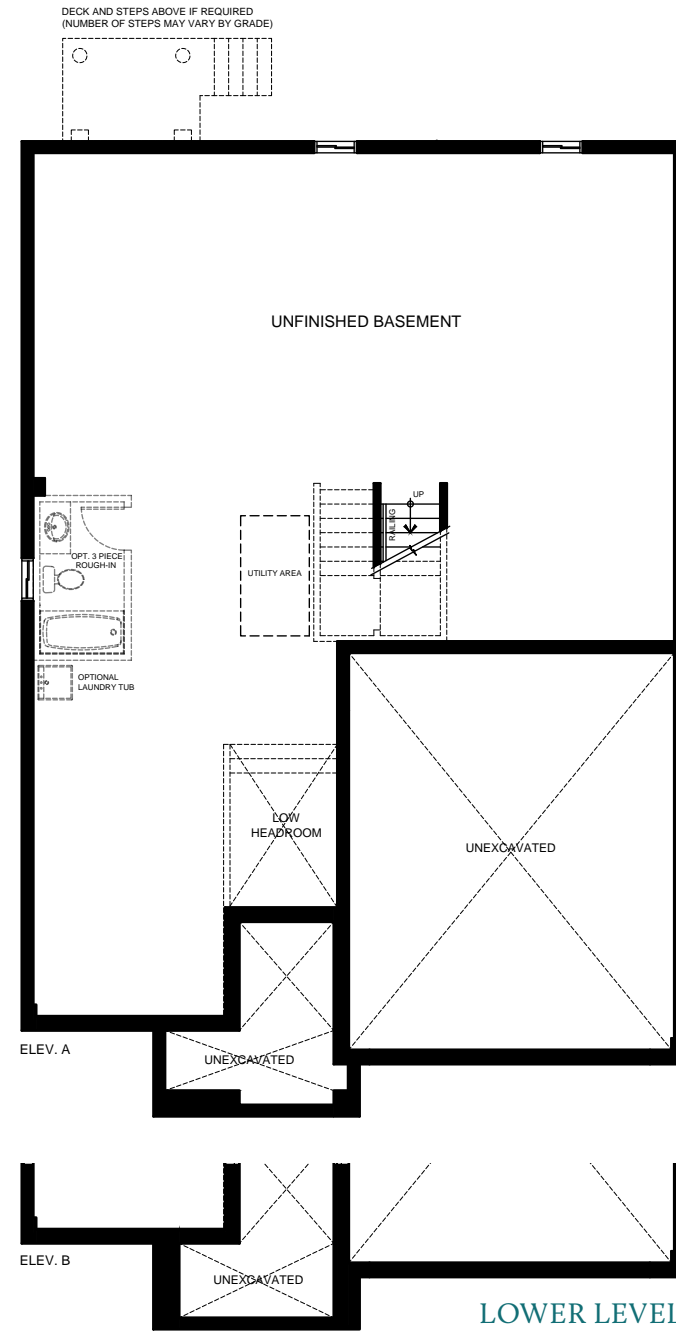 DECK AND STEPS ABOVE IF REQUIRED
(NUMBER OF STEPS MAY VARY BY GRADE)
UNFINISHED BASEMENT
UP
RAILING
OPT. 3 PIECE
ROUGH-IN
UTILITY AREA
OPTIONAL
LAUNDRY TUB
LOW
HEADROOM
UNEXCAVATED
ELEV. A
UNEXCAVATED
ELEV. B
UNEXCAVATED
LOWER LEVEL